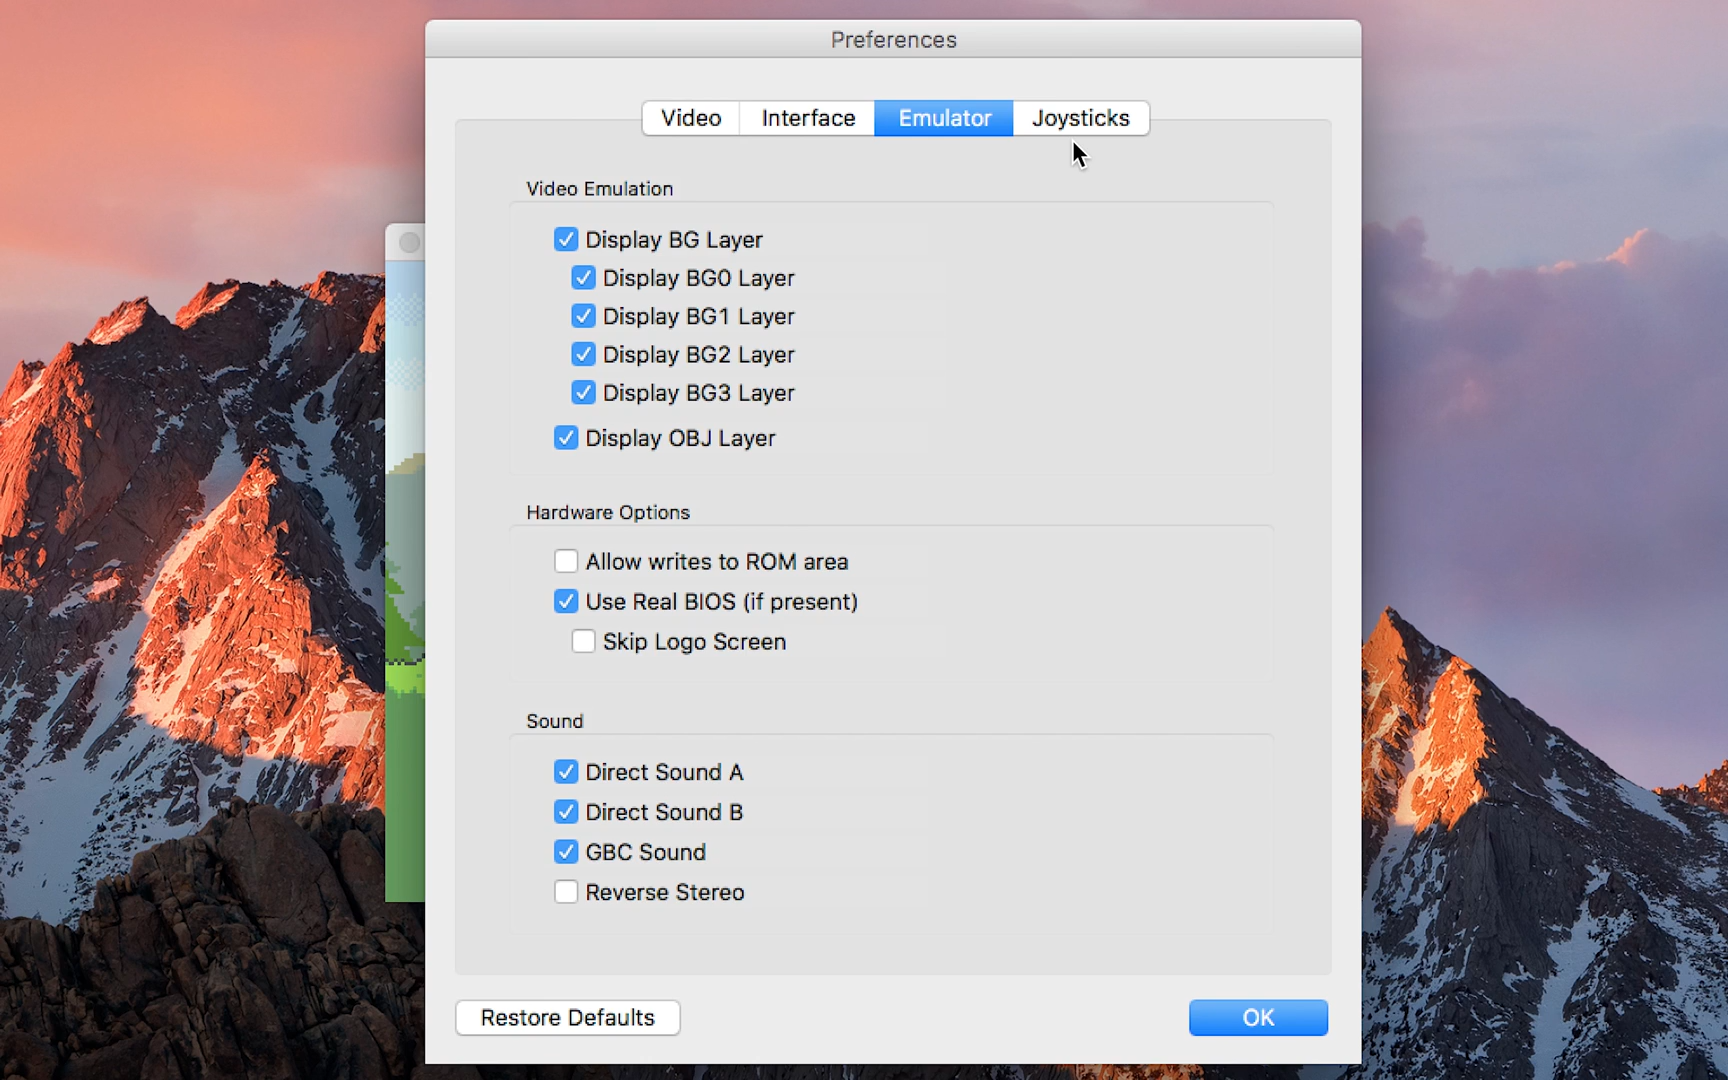 Preferences
Video Interface Emulator Joysticks
Video Emulation
Display BG Layer
Display BG0 Layer
Display BG1 Layer
Display BG2 Layer
Display BG3 Layer
Display OBJ Layer
Hardware Options
Allow writes to ROM area
Use Real BIOS (if present)
Skip Logo Screen
Sound
Direct Sound A
Direct Sound B
GBC Sound
Reverse Stereo
Restore Defaults OK